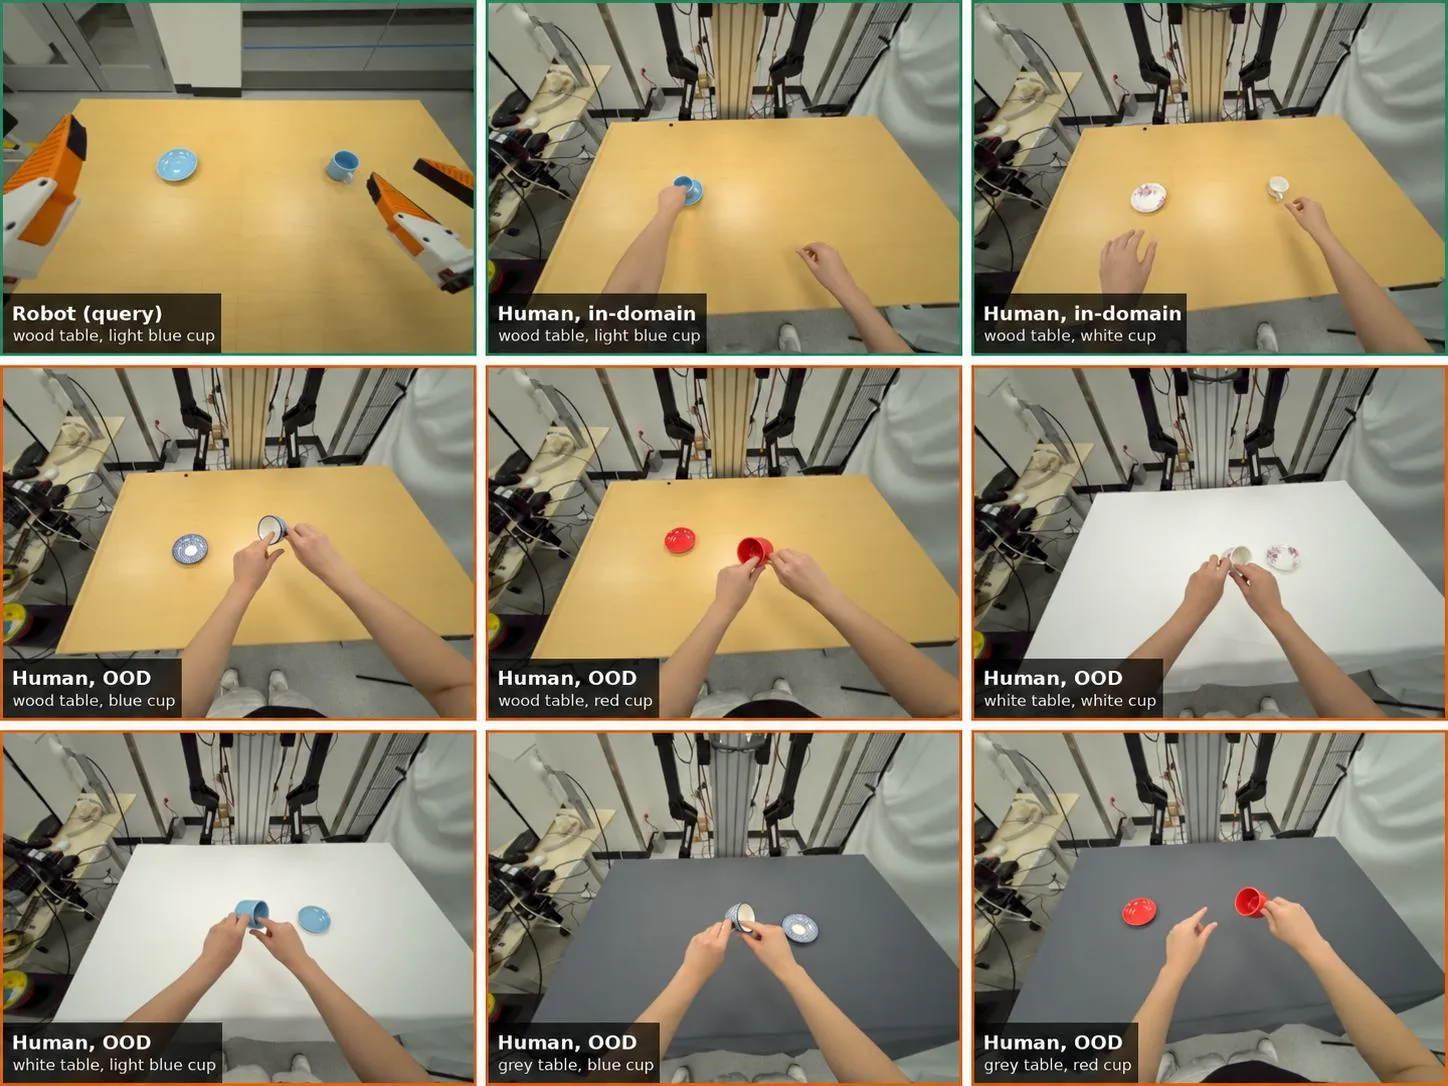 Robot (query)
wood table, light blue cup
Human, in-domain
wood table, light blue cup
Human, in-domain
wood table, white cup
Human, OOD
wood table, blue cup
Human, OOD
wood table, red cup
Human, OOD
white table, white cup
Human, OOD
white table, light blue cup
Human, OOD
grey table, blue cup
Human, OOD
grey table, red cup